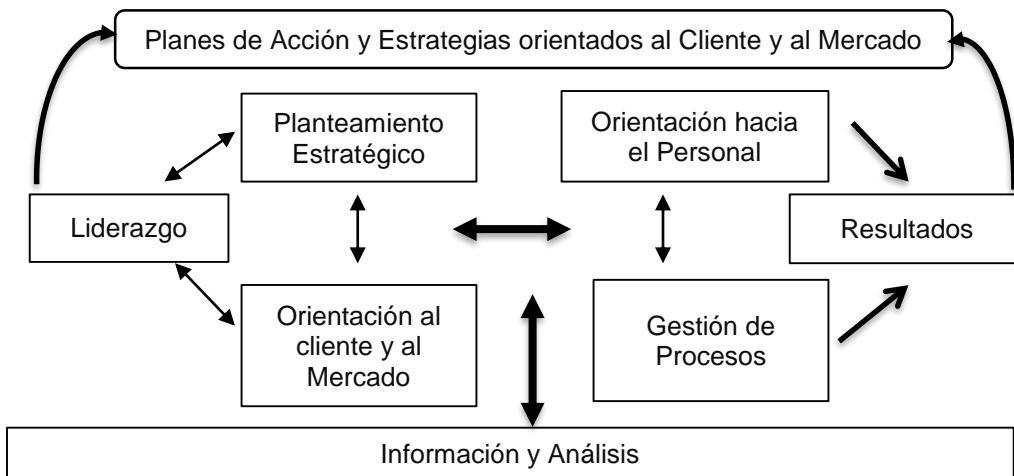 Planes de Acción y Estrategias orientados al Cliente y al Mercado
Planteamiento
Estratégico
Orientación hacia
el Personal
Liderazgo
Resultados
Orientación al
cliente y al
Mercado
Gestión de
Procesos
Información y Análisis